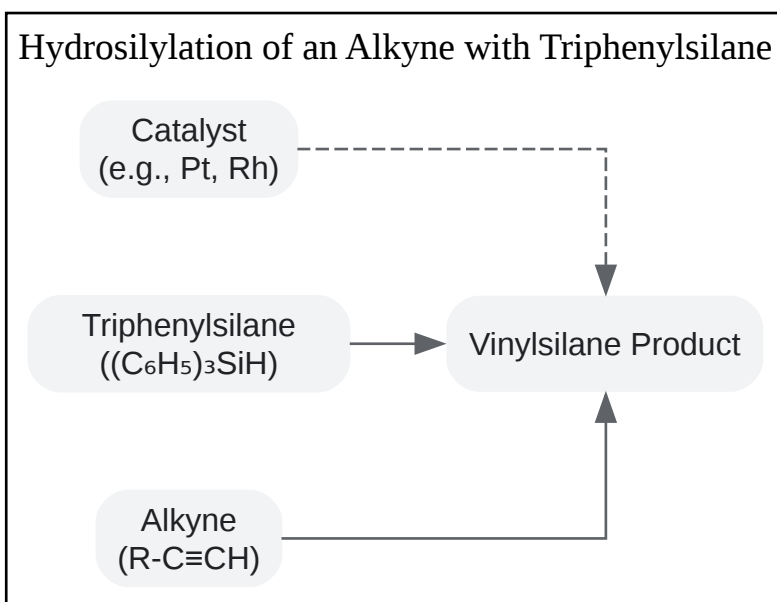 Hydrosilylation of an Alkyne with Triphenylsilane
Catalyst
(e.g., Pt, Rh)
Triphenylsilane
((C₆H₅)₃SiH)
Vinylsilane Product
Alkyne
(R-C≡CH)